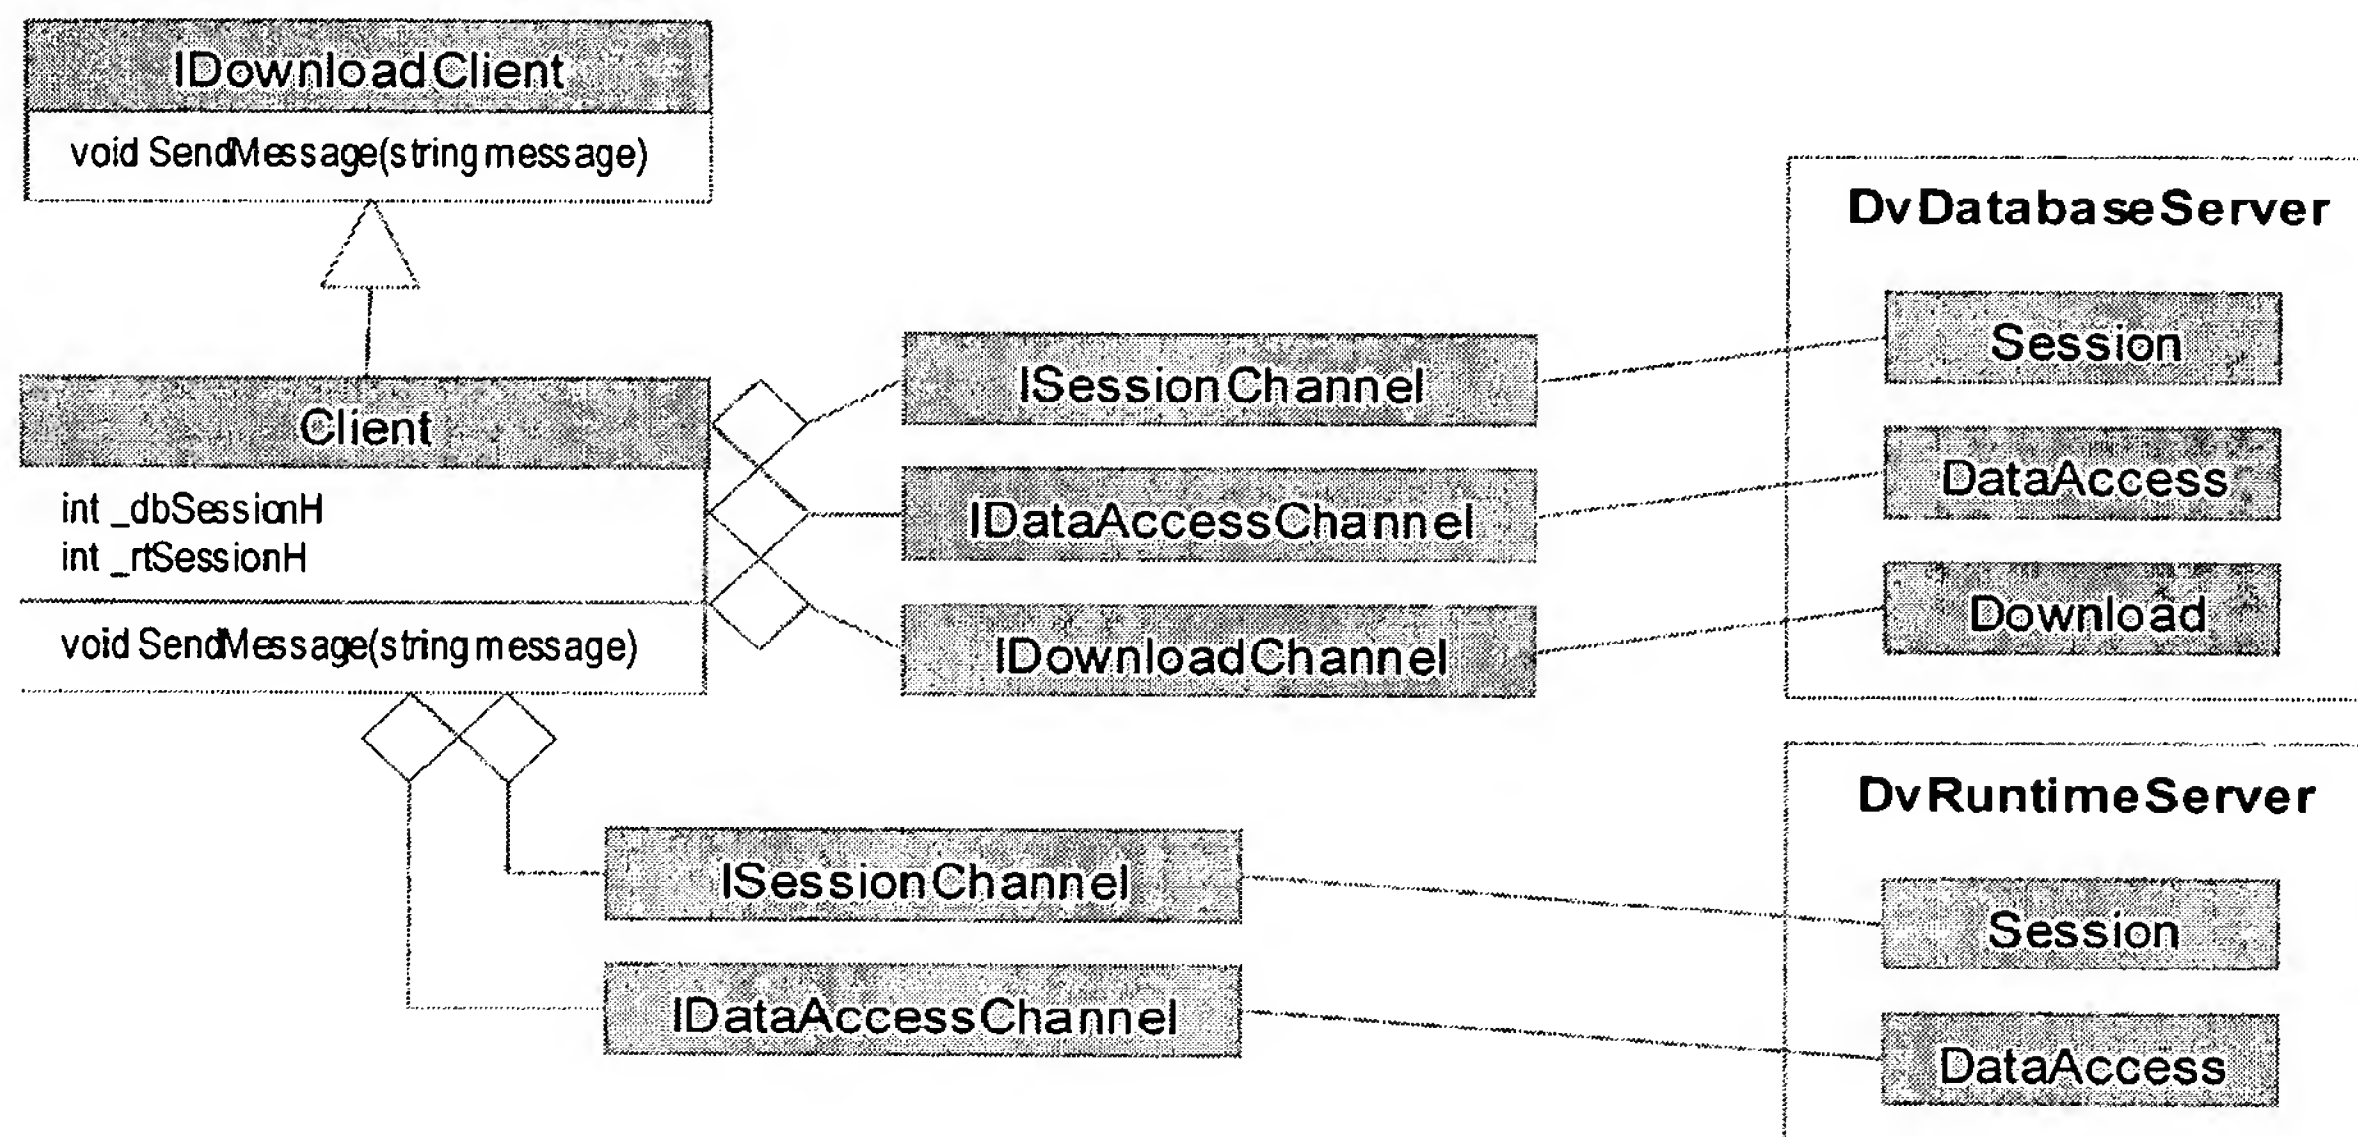 IDownloadClient
void SendMessage(string message)
DvDatabaseServer
Session
ISessionChannel
Client
DataAccess
IDataAccessChannel
int _dbSessionH
int _rtSessionH
Download
IDownloadChannel
void SendMessage(string message)
DvRuntimeServer
ISessionChannel
Session
IDataAccessChannel
DataAccess